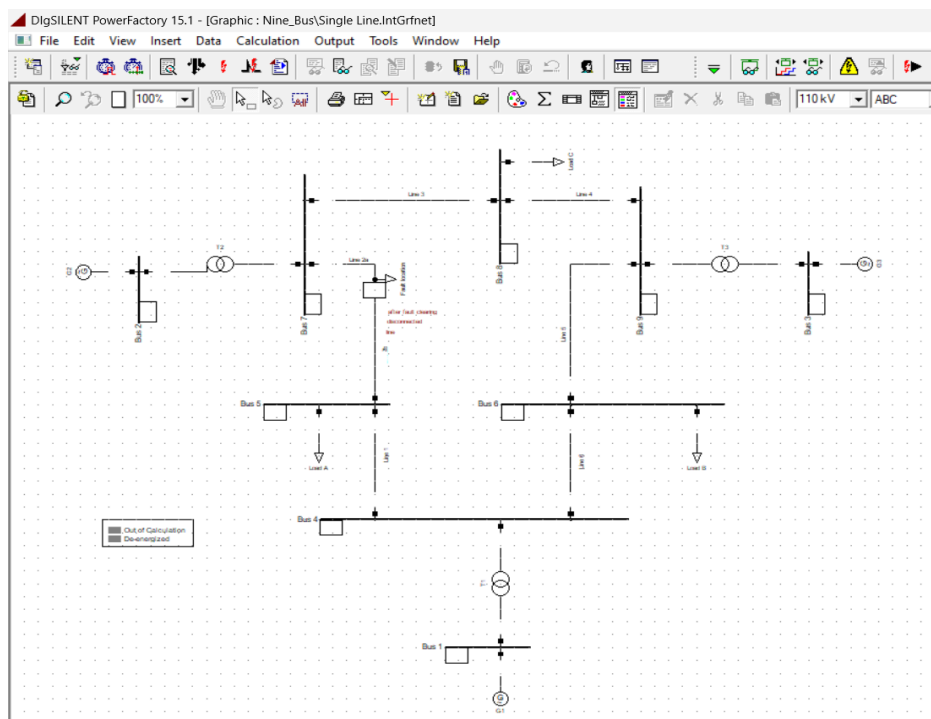 DIgSILENT PowerFactory 15.1 - [Graphic : Nine_Bus\Single Line.IntGrfnet]
File Edit View Insert Data Calculation Output Tools Window Help
100% 110 kV ABC
Load C
Line 3 Line 4
T2 T3
Line 2a
G2 G3
Fault location
Bus 8
Bus 2 Bus 7 Bus 9 Bus 3
after fault clearing
disconnected
line
Line 5
Bus 5 Bus 6
Line 1 Line 6
Load A Load B
Bus 4
Out of Calculation
De-energized
T1
Bus 1
G1